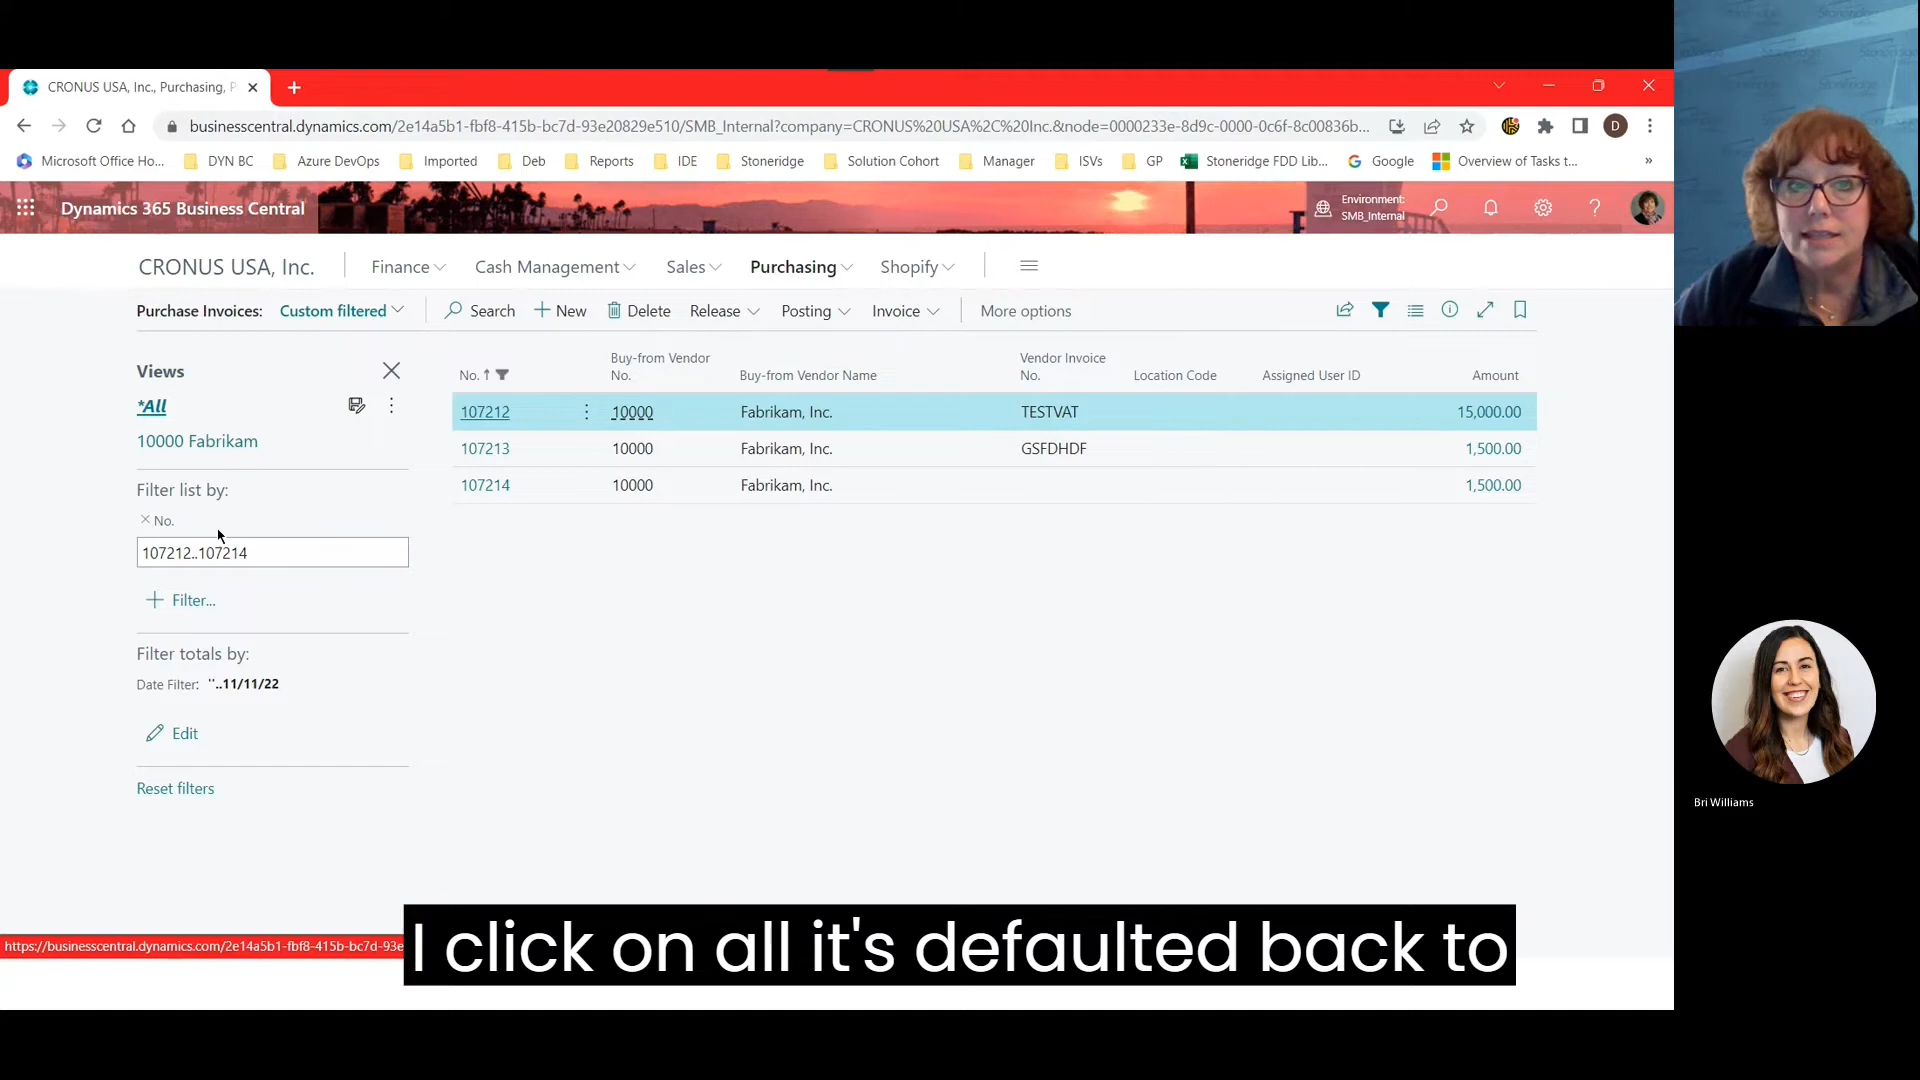 CRONUS USA, Inc., Purchasing, P
businesscentral.dynamics.com/2e14a5b1-fbf8-415b-bc7d-93e20829e510/SMB_Internal?company=CRONUS%20USA%2C%20Inc.&node=0000233e-8d9c-0000-0c6f-8c00836b... D
Microsoft Office Ho... DYN BC Azure DevOps Imported Deb Reports IDE Stoneridge Solution Cohort Manager ISVs GP Stoneridge FDD Lib... Google Overview of Tasks t... »
Dynamics 365 Business Central
Environment:
SMB_Internal
CRONUS USA, Inc. Finance Cash Management Sales Purchasing Shopify
Purchase Invoices: Custom filtered Search New Delete Release Posting Invoice More options
Views
*All
10000 Fabrikam
Filter list by:
× No.
107212..107214
Filter...
Filter totals by:
Date Filter: ''..11/11/22
Edit
Reset filters
No. ↑ Buy-from Vendor No. Buy-from Vendor Name Vendor Invoice No. Location Code Assigned User ID Amount
107212 10000 Fabrikam, Inc. TESTVAT 15,000.00
107213 10000 Fabrikam, Inc. GSFDHDF 1,500.00
107214 10000 Fabrikam, Inc. 1,500.00
https://businesscentral.dynamics.com/2e14a5b1-fbf8-415b-bc7d-93e
I click on all it's defaulted back to
Bri Williams